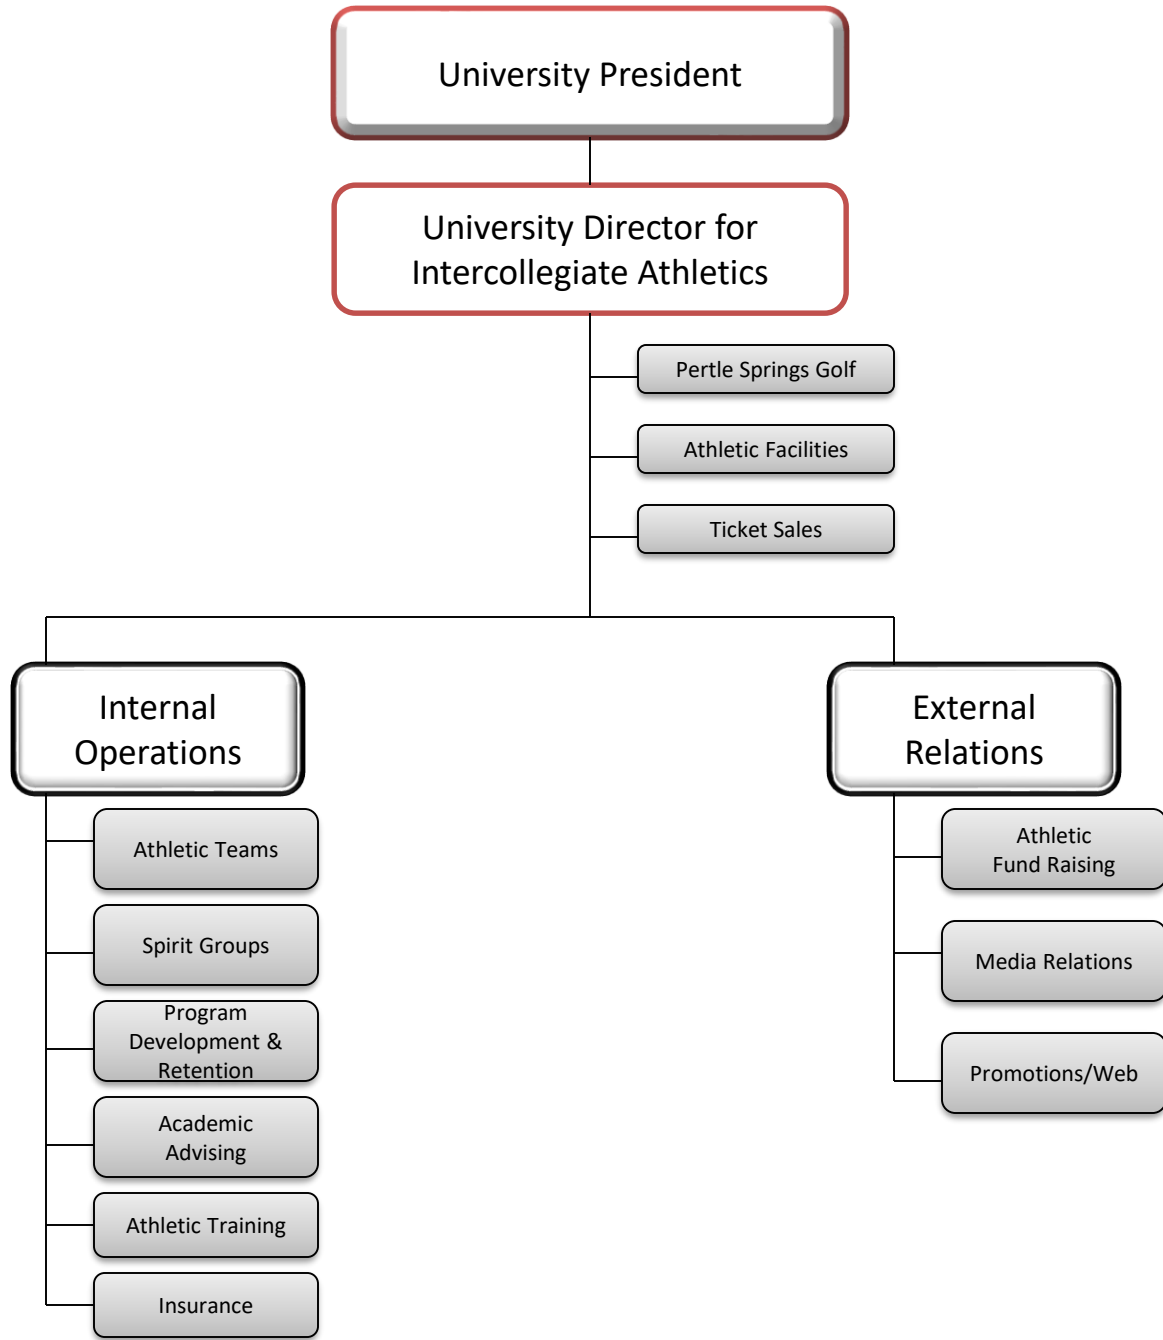 University President
University Director for
Intercollegiate Athletics
Pertle Springs Golf
Athletic Facilities
Ticket Sales
Internal
Operations
Athletic Teams
Spirit Groups
Program
Development &
Retention
Academic
Advising
Athletic Training
Insurance
External
Relations
Athletic
Fund Raising
Media Relations
Promotions/Web